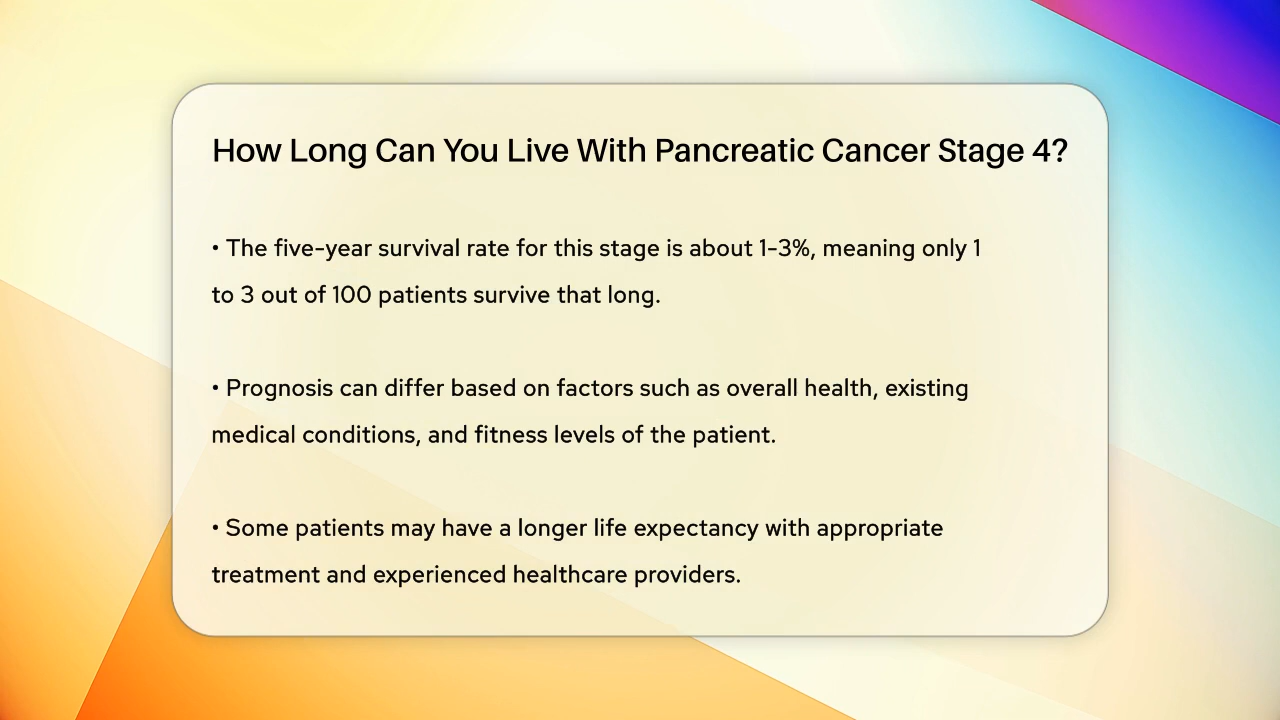 How Long Can You Live With Pancreatic Cancer Stage 4?
• The five-year survival rate for this stage is about 1-3%, meaning only 1
to 3 out of 100 patients survive that long.
• Prognosis can differ based on factors such as overall health, existing
medical conditions, and fitness levels of the patient.
• Some patients may have a longer life expectancy with appropriate
treatment and experienced healthcare providers.